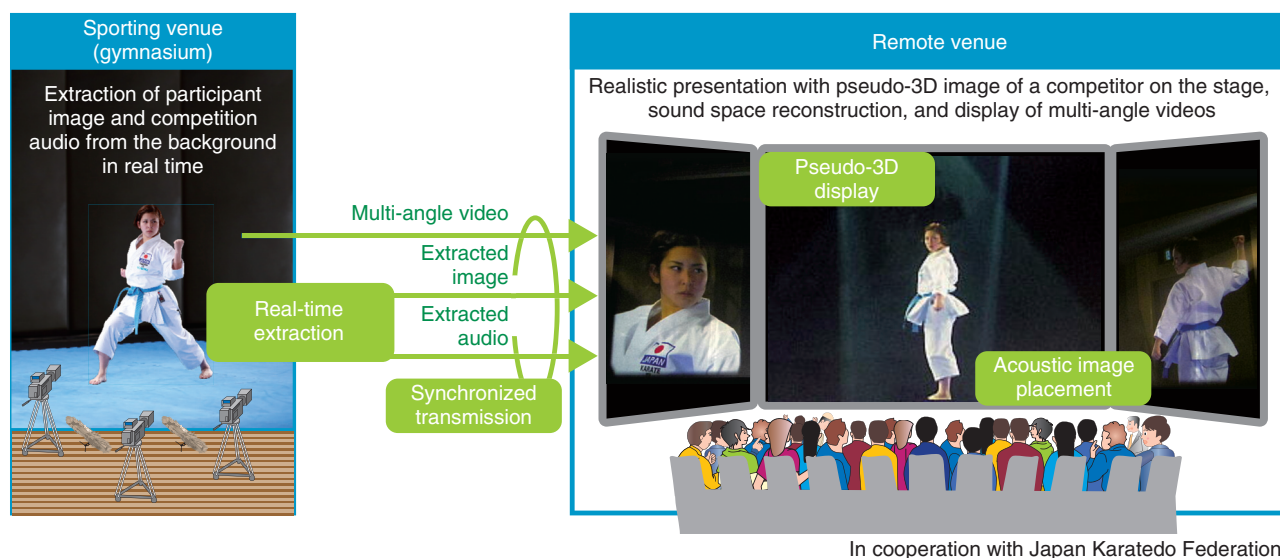 Sporting venue
(gymnasium)
Extraction of participant
image and competition
audio from the background
in real time
Real-time
extraction
Multi-angle video
Extracted
image
Extracted
audio
Synchronized
transmission
Remote venue
Realistic presentation with pseudo-3D image of a competitor on the stage,
sound space reconstruction, and display of multi-angle videos
Pseudo-3D
display
JAPAN
KARATE
Acoustic image
placement
In cooperation with Japan Karatedo Federation